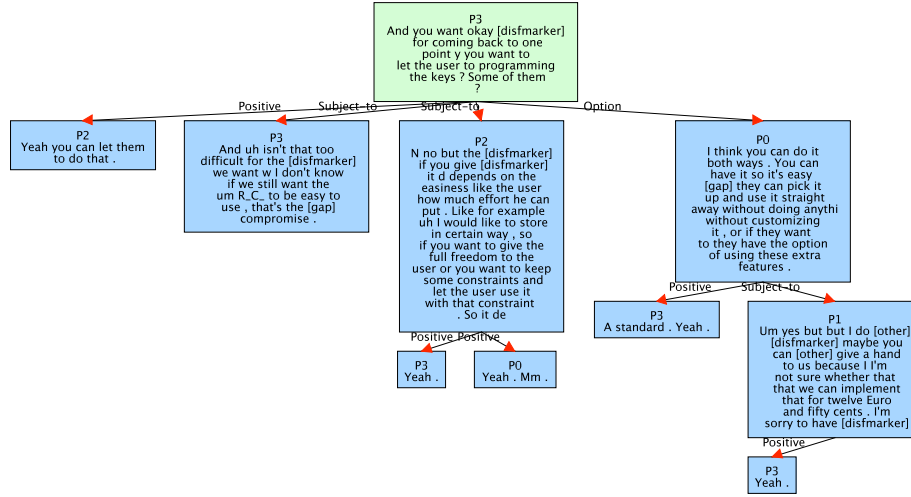 P3
And you want okay [disfmarker]
for coming back to one
point y you want to
let the user to programming
the keys ? Some of them
?
Positive
Subject-to
Subject-to
Option
P2
Yeah you can let them
to do that .
P3
And uh isn't that too
difficult for the [disfmarker]
we want w I don't know
if we still want the
um R_C_ to be easy to
use , that's the [gap]
compromise .
P2
N no but the [disfmarker]
if you give [disfmarker]
it d depends on the
easiness like the user
how much effort he can
put . Like for example
uh I would like to store
in certain way , so
if you want to give the
full freedom to the
user or you want to keep
some constraints and
let the user use it
with that constraint
. So it de
P0
I think you can do it
both ways . You can
have it so it's easy
[gap] they can pick it
up and use it straight
away without doing anythi
without customizing
it , or if they want
to they have the option
of using these extra
features .
Positive
Positive
Positive
Subject-to
P3
Yeah .
P0
Yeah . Mm .
P3
A standard . Yeah .
P1
Um yes but but I do [other]
[disfmarker] maybe you
can [other] give a hand
to us because I I'm
not sure whether that
that we can implement
that for twelve Euro
and fifty cents . I'm
sorry to have [disfmarker]
Positive
P3
Yeah .